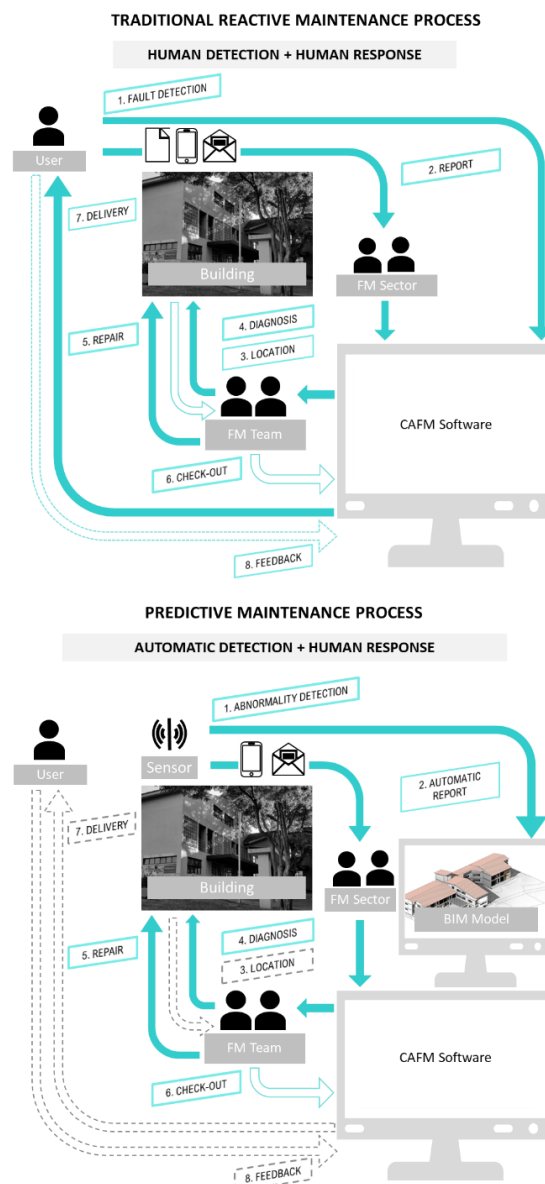 TRADITIONAL REACTIVE MAINTENANCE PROCESS
HUMAN DETECTION + HUMAN RESPONSE
1. FAULT DETECTION
User
2. REPORT
7. DELIVERY
Building
FM Sector
4. DIAGNOSIS
5. REPAIR
3. LOCATION
CAFM Software
FM Team
6. CHECK-OUT
8. FEEDBACK
PREDICTIVE MAINTENANCE PROCESS
AUTOMATIC DETECTION + HUMAN RESPONSE
1. ABNORMALITY DETECTION
User
Sensor
2. AUTOMATIC
REPORT
7. DELIVERY
Building
FM Sector
BIM Model
4. DIAGNOSIS
5. REPAIR
3. LOCATION
FM Team
CAFM Software
6. CHECK-OUT
8. FEEDBACK